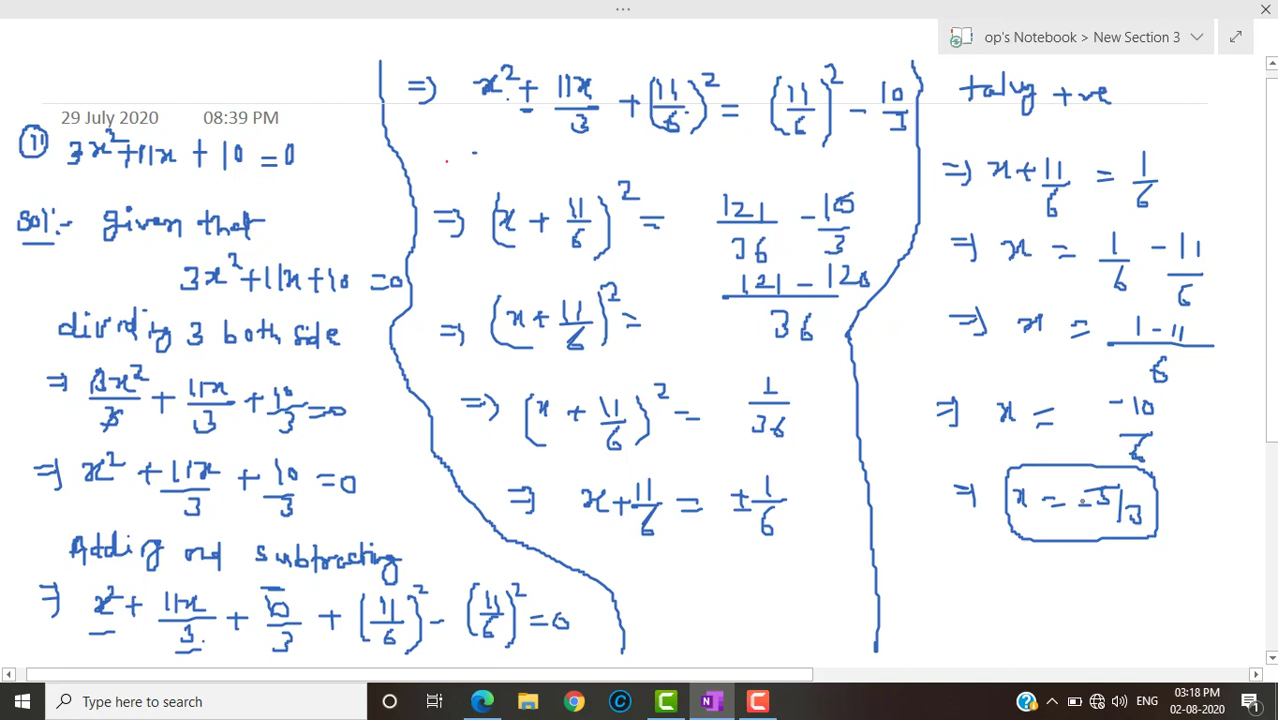 op's Notebook > New Section 3
29 July 2020 08:39 PM
3x²+11x + 10 = 0
Sol:- given that
3x²+11x+10 = 0
dividing 3 both side
⇒ 3x²/3 + 11x/3 + 10/3 = 0
⇒ x² + 11x/3 + 10/3 = 0
Adding and subtracting
⇒ x² + 11x/3 + 10/3 + (11/6)² - (11/6)² = 0
⇒ x² + 11x/3 + (11/6)² = (11/6)² - 10/3
⇒ (x + 11/6)² = 121/36 - 10/3
⇒ (x + 11/6)² = 121 - 120/36
⇒ (x + 11/6)² = 1/36
⇒ x + 11/6 = ± 1/6
+ve
⇒ x + 11/6 = 1/6
⇒ x = 1/6 - 11/6
⇒ x = 1 - 11/6
⇒ x = -10/6
⇒ x = -5/3
Type here to search
ENG
03:18 PM
02-08-2020